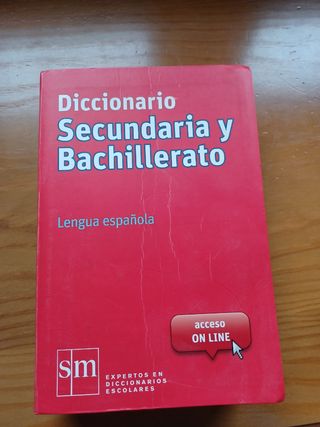 Diccionario
Secundaria y
Bachillerato
Lengua española
acceso
ON LINE
sm
EXPERTOS EN
DICCIONARIOS
ESCOLARES